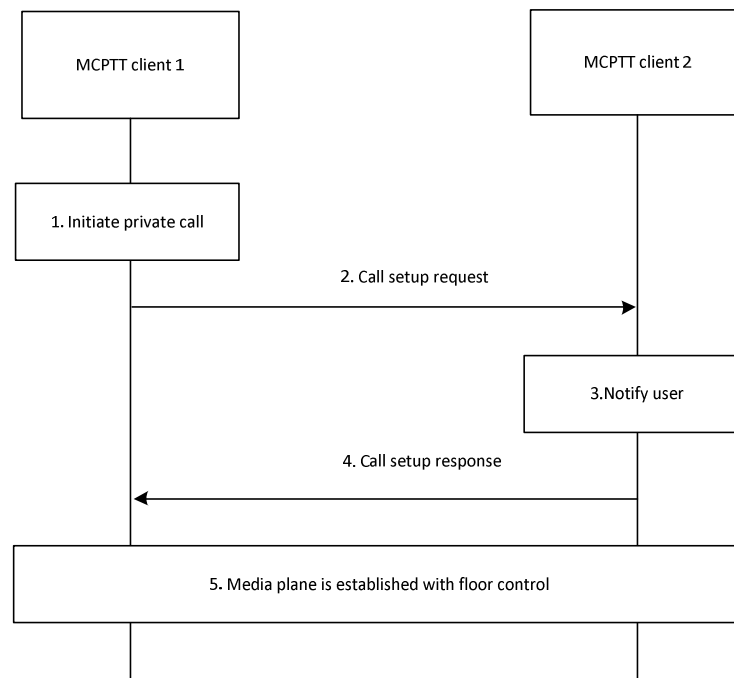 MCPTT client 1
MCPTT client 2
1. Initiate private call
2. Call setup request
3.Notify user
4. Call setup response
5. Media plane is established with floor control